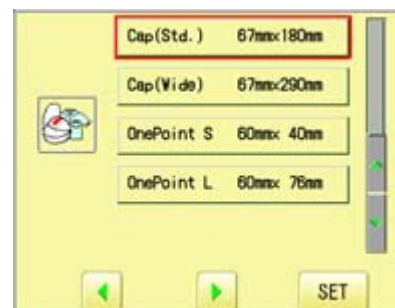 Cap(Std.) 67mm×180mm
Cap(Wide) 67mm×290mm
OnePoint S 60mm× 40mm
OnePoint L 60mm× 76mm
SET